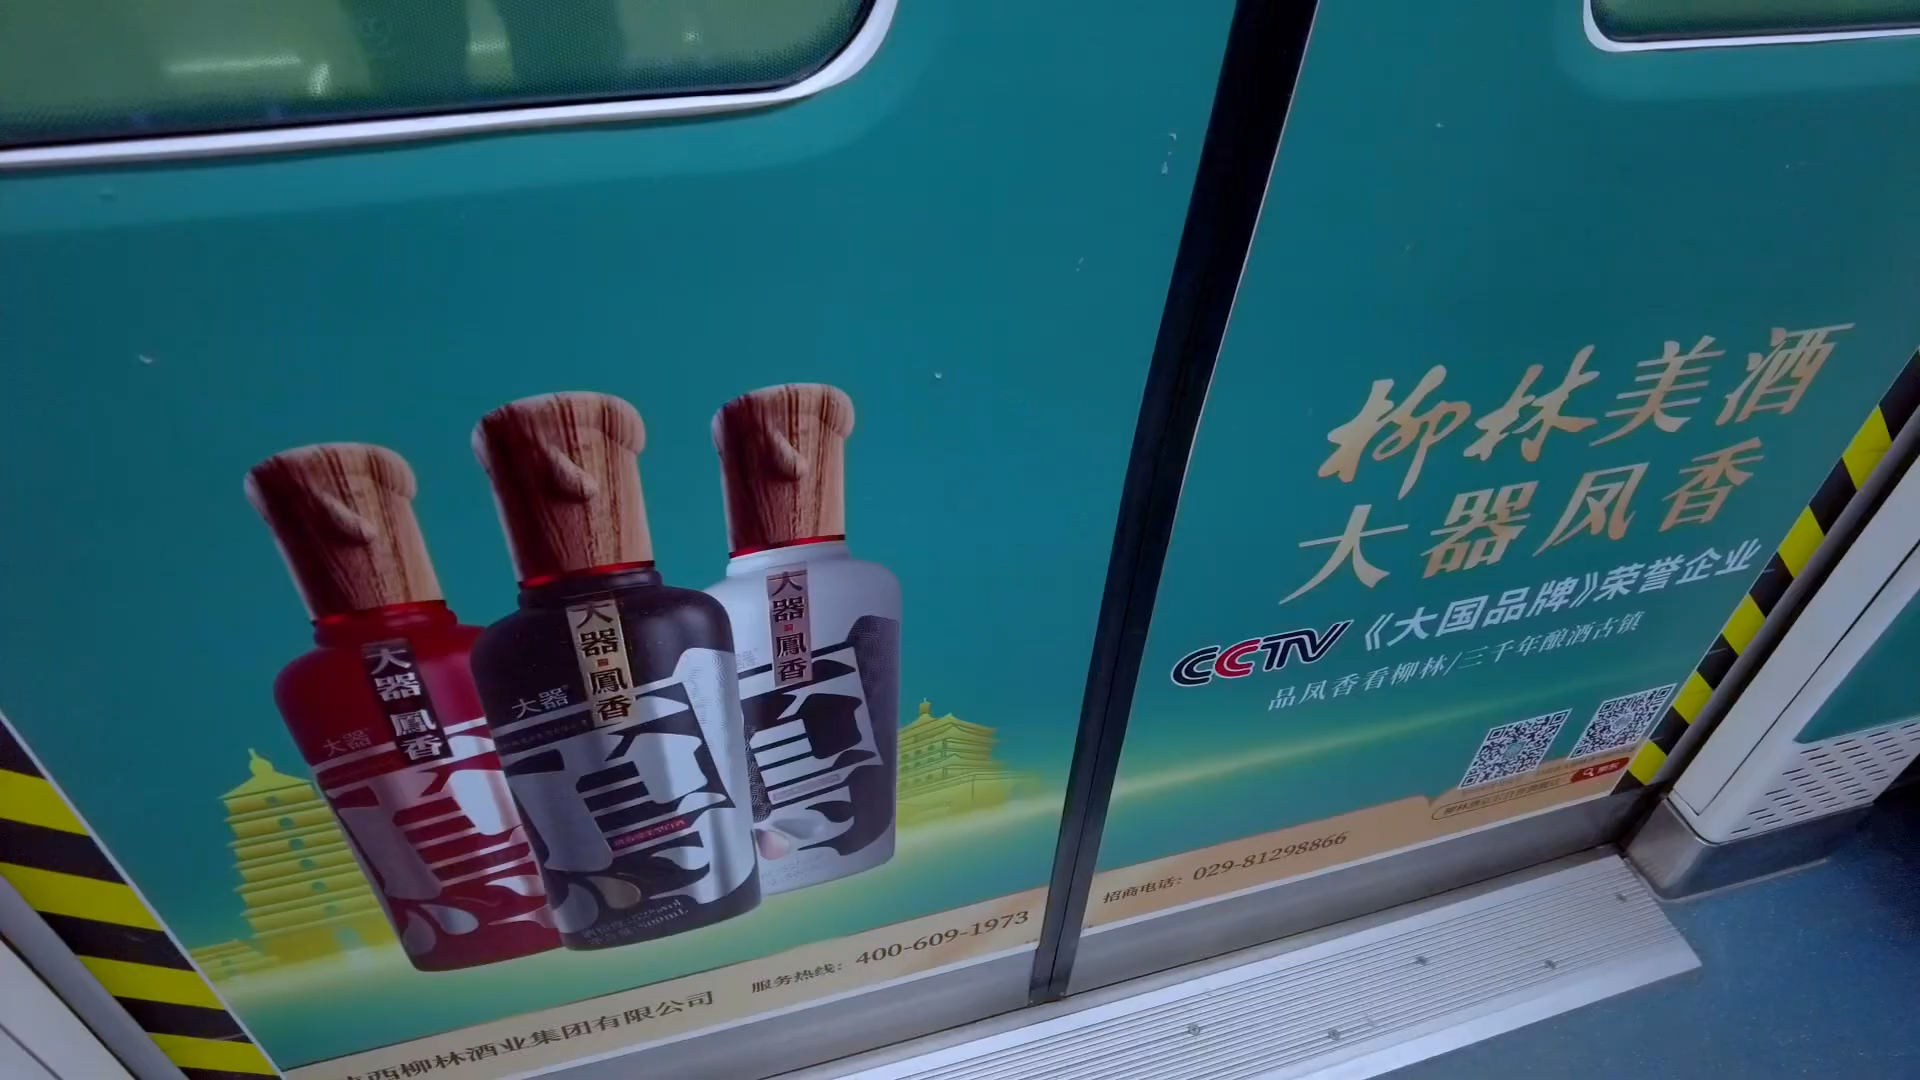 大器·鳳香
大器
大器·鳳香
大器
大器·鳳香
柳林美酒
大器凤香
CCTV《大国品牌》荣誉企业
品凤香看柳林/三千年酿酒古镇
西柳林酒业集团有限公司 服务热线：400-609-1973 招商电话：029-81298866